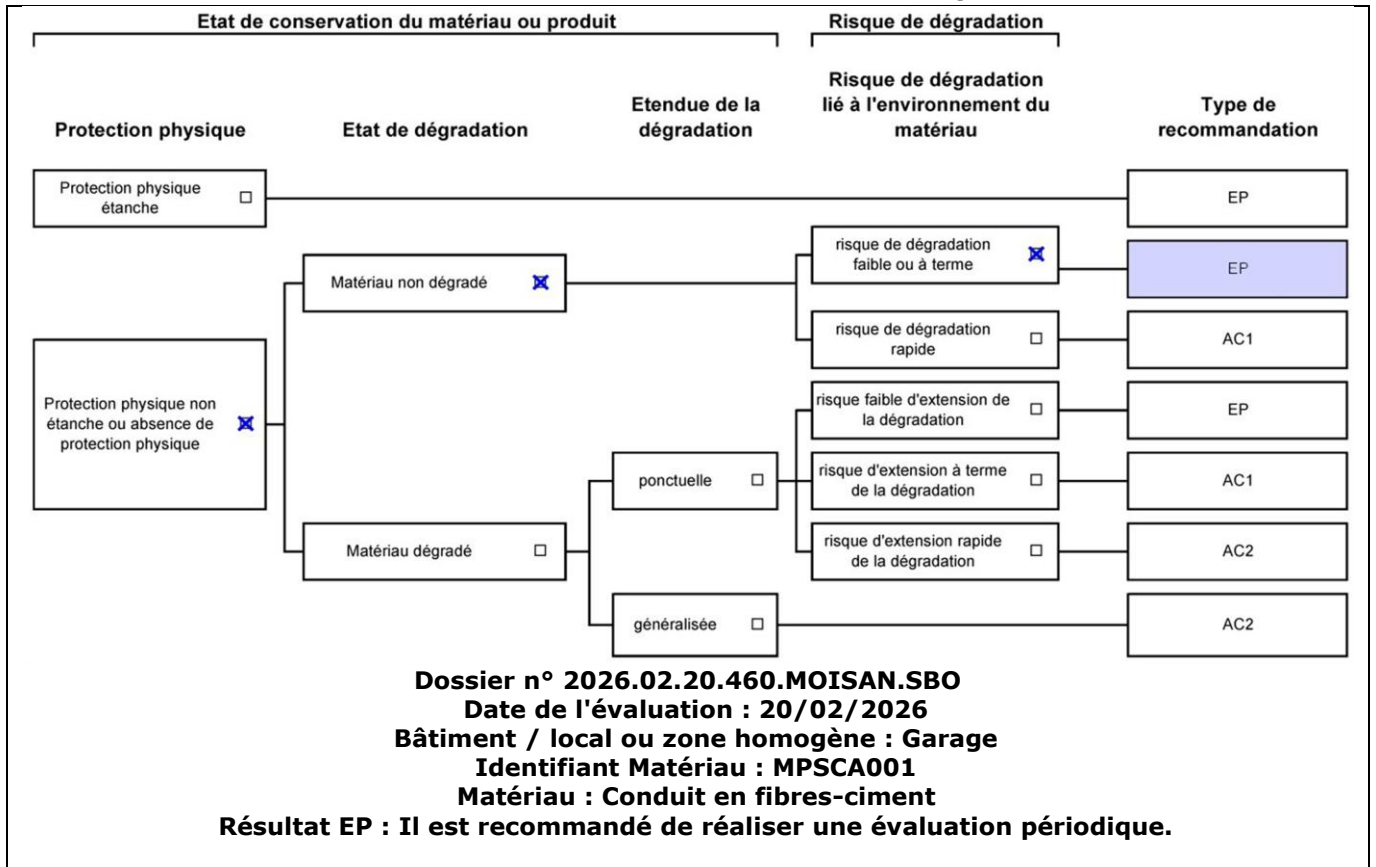 Etat de conservation du matériau ou produit
Risque de dégradation
Protection physique
Etat de dégradation
Etendue de la
dégradation
Risque de dégradation
lié à l'environnement du
matériau
Type de
recommandation
Protection physique
étanche
EP
risque de dégradation
faible ou à terme
EP
Matériau non dégradé
risque de dégradation
rapide
AC1
Protection physique non
étanche ou absence de
protection physique
risque faible d'extension de
la dégradation
EP
ponctuelle
risque d'extension à terme
de la dégradation
AC1
Matériau dégradé
risque d'extension rapide
de la dégradation
AC2
généralisée
AC2
Dossier n° 2026.02.20.460.MOISAN.SBO
Date de l'évaluation : 20/02/2026
Bâtiment / local ou zone homogène : Garage
Identifiant Matériau : MPSCA001
Matériau : Conduit en fibres-ciment
Résultat EP : Il est recommandé de réaliser une évaluation périodique.